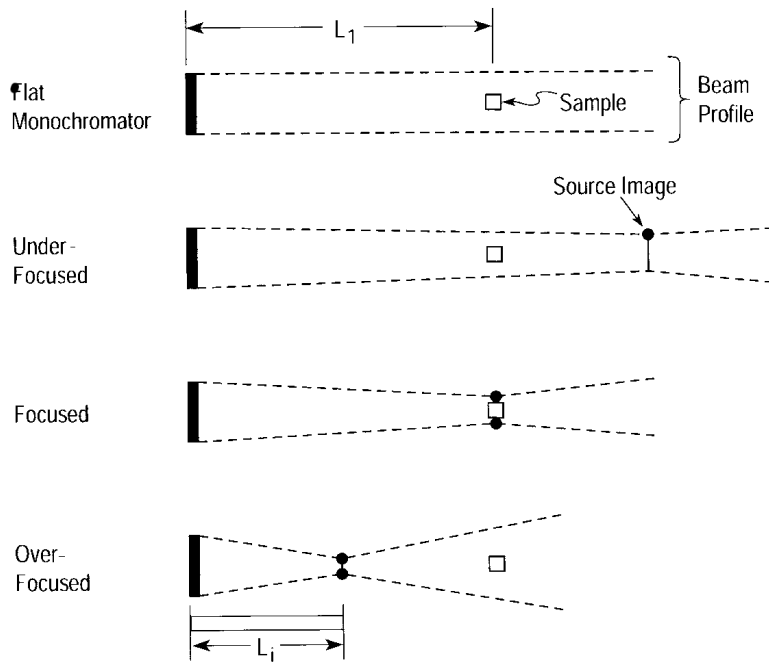 L1
Flat
Monochromator
Sample
Beam
Profile
Source Image
Under-
Focused
Focused
Over-
Focused
Li